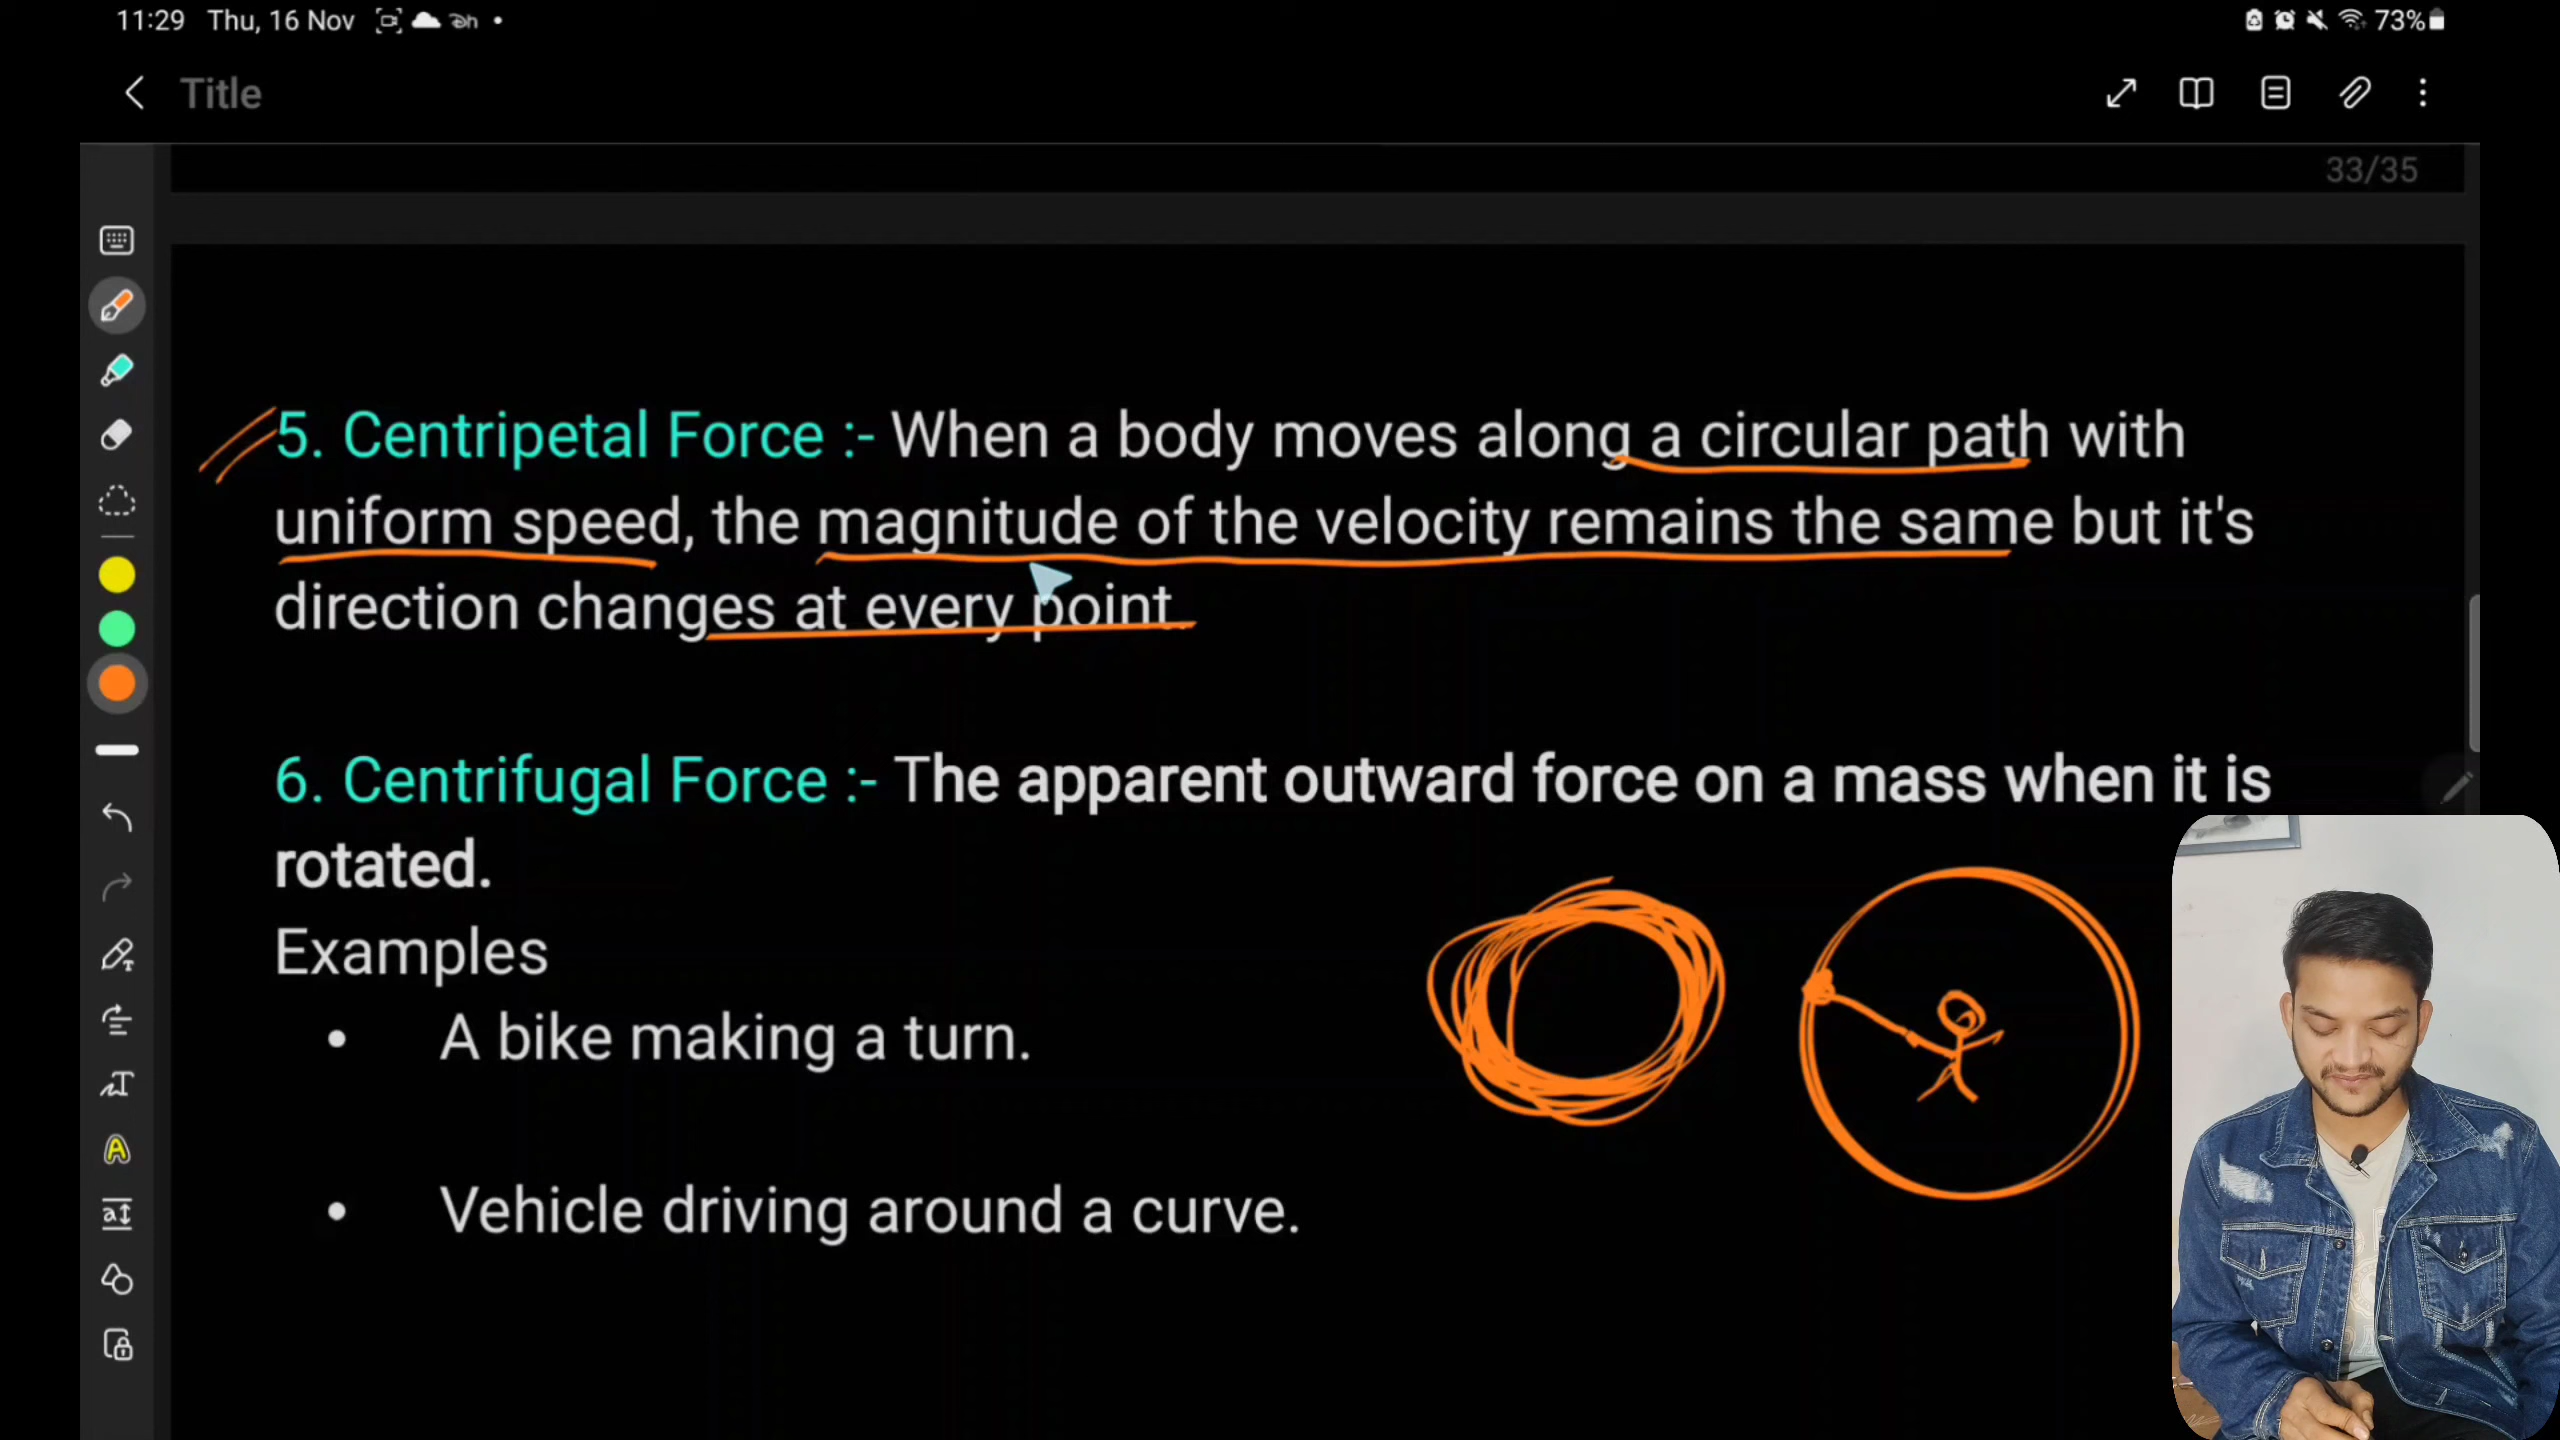 11:29 Thu, 16 Nov
73%
Title
33/35
5. Centripetal Force :- When a body moves along a circular path with
uniform speed, the magnitude of the velocity remains the same but it's
direction changes at every point.
6. Centrifugal Force :- The apparent outward force on a mass when it is
rotated.
Examples
• A bike making a turn.
• Vehicle driving around a curve.